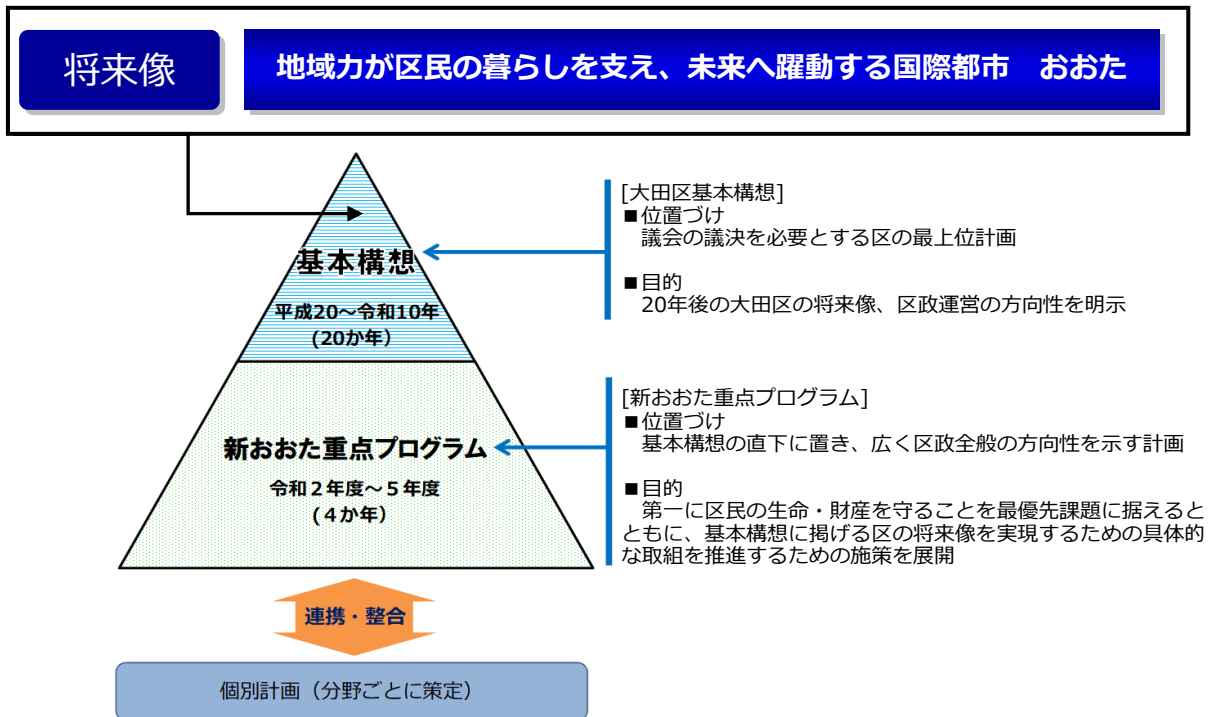 将来像
地域力が区民の暮らしを支え、未来へ躍動する国際都市　おおた
基本構想
平成20～令和10年
(20か年）
[大田区基本構想]
■位置づけ
議会の議決を必要とする区の最上位計画
■目的
20年後の大田区の将来像、区政運営の方向性を明示
新おおた重点プログラム
令和２年度～５年度
(４か年）
[新おおた重点プログラム]
■位置づけ
基本構想の直下に置き、広く区政全般の方向性を示す計画
■目的
第一に区民の生命・財産を守ることを最優先課題に据えると
ともに、基本構想に掲げる区の将来像を実現するための具体的
な取組を推進するための施策を展開
連携・整合
個別計画（分野ごとに策定）